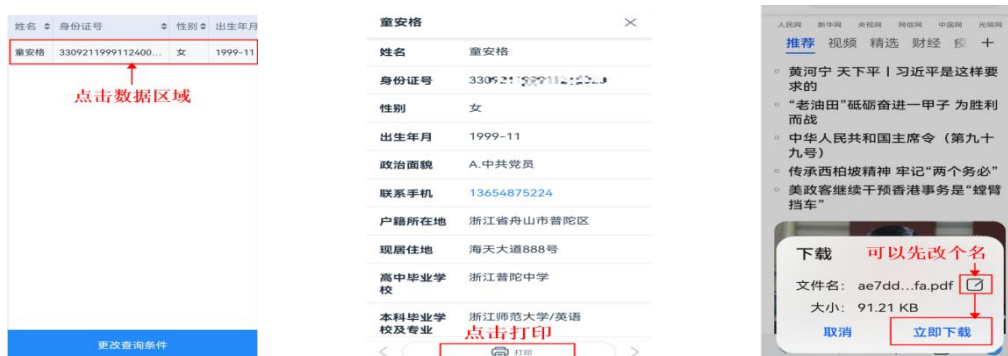 姓名 身份证号 性别 出生年月
童安格 3309211999112400... 女 1999-11
点击数据区域
更改查询条件
童安格
姓名 童安格
身份证号
性别 女
出生年月 1999-11
政治面貌 A.中共党员
联系手机 13654875224
户籍所在地 浙江省舟山市普陀区
现居住地 海天大道888号
高中毕业学校 浙江普陀中学
本科毕业学校及专业 浙江师范大学/英语
点击打印
打印
人民网 新华网 央视网 网信网 中国网 光明网
推荐 视频 精选 财经
黄河宁 天下平丨习近平是这样要
求的
“老油田”砥砺奋进一甲子 为胜利
而战
中华人民共和国主席令（第九十
九号）
传承西柏坡精神 牢记“两个务必”
美政客继续干预香港事务是“螳臂
挡车”
下载 可以先改个名
文件名： ae7dd...fa.pdf
大小： 91.21 KB
取消 立即下载